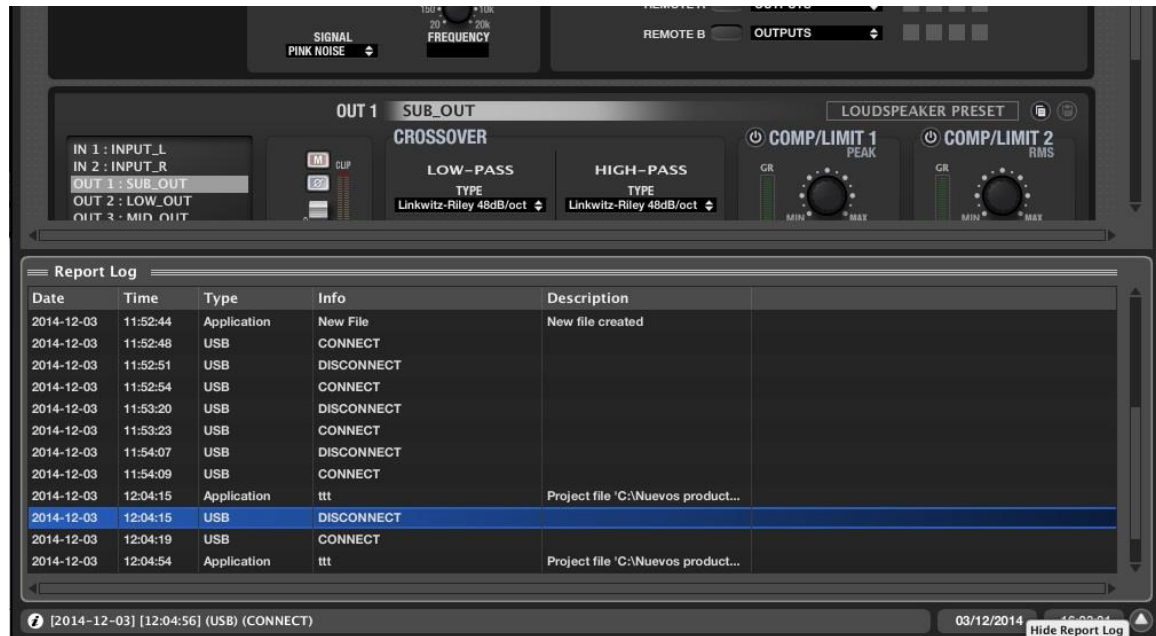 150 10k
20 20k
SIGNAL
FREQUENCY
PINK NOISE
REMOTE B OUTPUTS
OUT 1 SUB_OUT LOUDSPEAKER PRESET
IN 1 : INPUT_L
IN 2 : INPUT_R
OUT 1 : SUB_OUT
OUT 2 : LOW_OUT
OUT 3 : MID_OUT
M CLIP
0
CROSSOVER
LOW-PASS
TYPE
Linkwitz-Riley 48dB/oct
HIGH-PASS
TYPE
Linkwitz-Riley 48dB/oct
COMP/LIMIT 1
PEAK
GR
MIN MAX
COMP/LIMIT 2
RMS
GR
MIN MAX
Report Log
Date Time Type Info Description
2014-12-03 11:52:44 Application New File New file created
2014-12-03 11:52:48 USB CONNECT
2014-12-03 11:52:51 USB DISCONNECT
2014-12-03 11:52:54 USB CONNECT
2014-12-03 11:53:20 USB DISCONNECT
2014-12-03 11:53:23 USB CONNECT
2014-12-03 11:54:07 USB DISCONNECT
2014-12-03 11:54:09 USB CONNECT
2014-12-03 12:04:15 Application ttt Project file 'C:\Nuevos product...
2014-12-03 12:04:15 USB DISCONNECT
2014-12-03 12:04:19 USB CONNECT
2014-12-03 12:04:54 Application ttt Project file 'C:\Nuevos product...
[2014-12-03] [12:04:56] (USB) (CONNECT) 03/12/2014
Hide Report Log